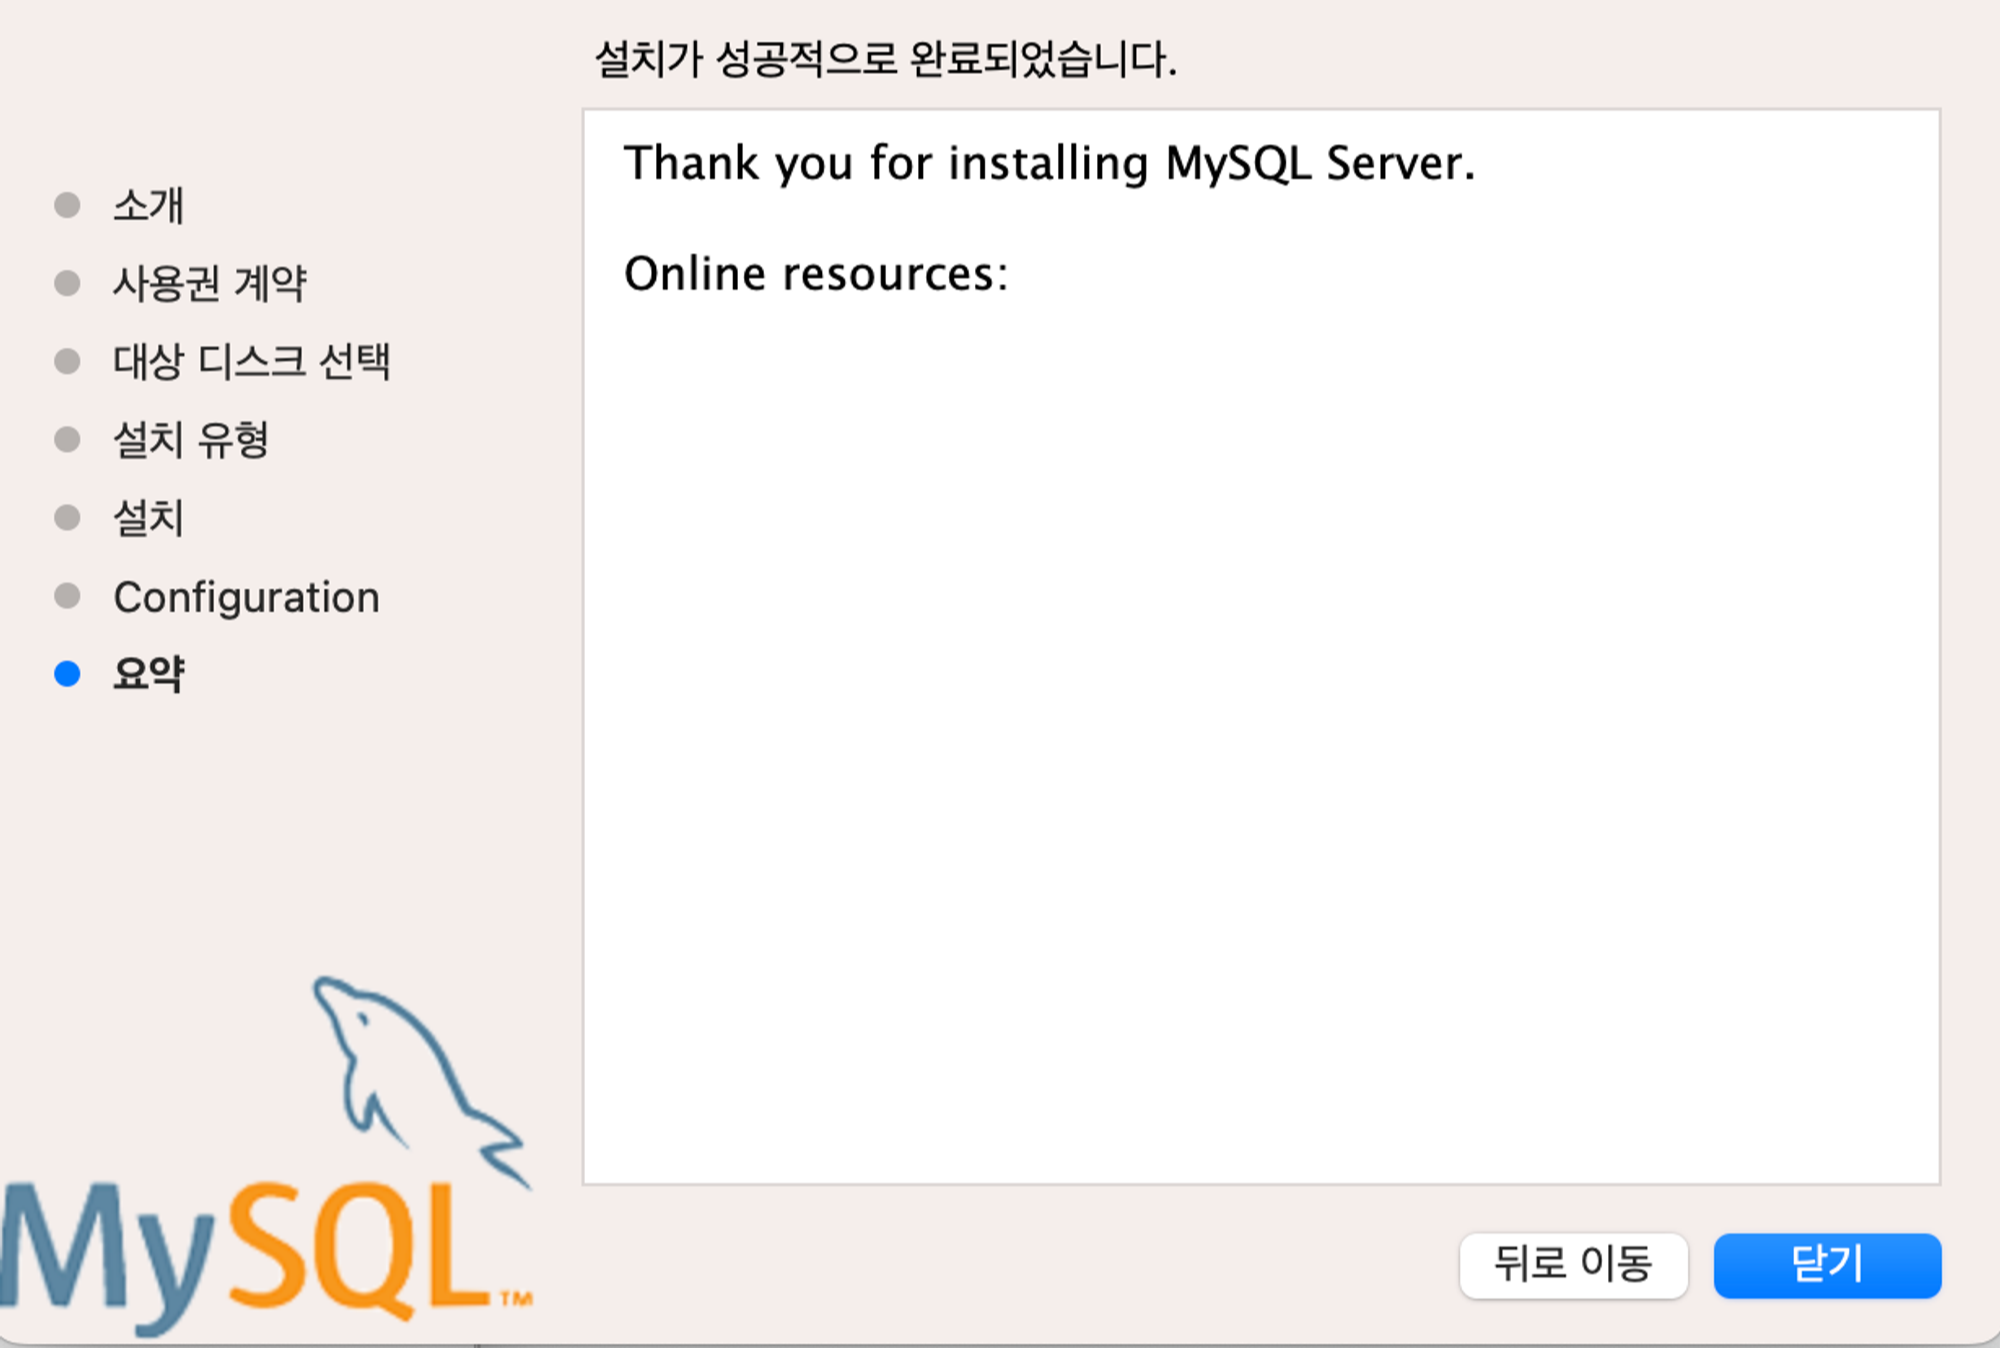 설치가 성공적으로 완료되었습니다.
소개
사용권 계약
대상 디스크 선택
설치 유형
설치
Configuration
요약
Thank you for installing MySQL Server.
Online resources:
MySQL™
뒤로 이동
닫기